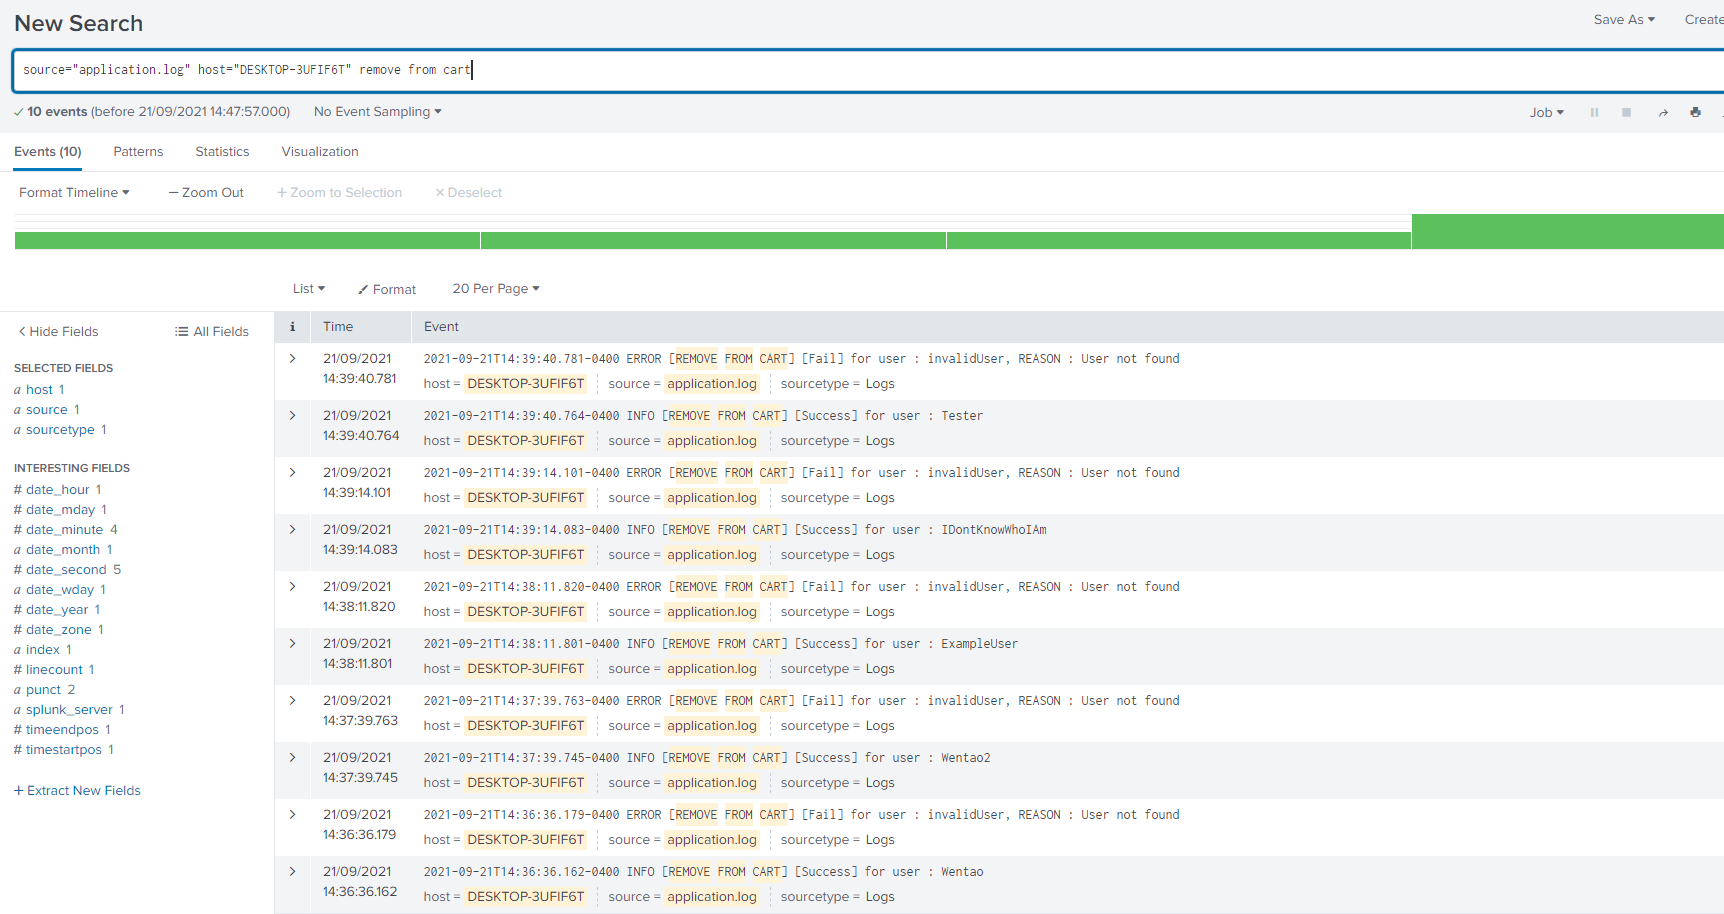 New Search
Save As
Create
source="application.log" host="DESKTOP-3UFIF6T" remove from cart
10 events (before 21/09/2021 14:47:57.000)
No Event Sampling
Job
Events (10)
Patterns
Statistics
Visualization
Format Timeline
— Zoom Out
+ Zoom to Selection
× Deselect
List
Format
20 Per Page
< Hide Fields
All Fields
i
Time
Event
SELECTED FIELDS
a host 1
a source 1
a sourcetype 1
INTERESTING FIELDS
# date_hour 1
# date_mday 1
# date_minute 4
a date_month 1
# date_second 5
a date_wday 1
# date_year 1
# date_zone 1
a index 1
# linecount 1
a punct 2
a splunk_server 1
# timeendpos 1
# timestartpos 1
+ Extract New Fields
21/09/2021 14:39:40.781
2021-09-21T14:39:40.781-0400 ERROR [REMOVE FROM CART] [Fail] for user : invalidUser, REASON : User not found
host = DESKTOP-3UFIF6T source = application.log sourcetype = Logs
21/09/2021 14:39:40.764
2021-09-21T14:39:40.764-0400 INFO [REMOVE FROM CART] [Success] for user : Tester
host = DESKTOP-3UFIF6T source = application.log sourcetype = Logs
21/09/2021 14:39:14.101
2021-09-21T14:39:14.101-0400 ERROR [REMOVE FROM CART] [Fail] for user : invalidUser, REASON : User not found
host = DESKTOP-3UFIF6T source = application.log sourcetype = Logs
21/09/2021 14:39:14.083
2021-09-21T14:39:14.083-0400 INFO [REMOVE FROM CART] [Success] for user : IDontKnowWhoIAm
host = DESKTOP-3UFIF6T source = application.log sourcetype = Logs
21/09/2021 14:38:11.820
2021-09-21T14:38:11.820-0400 ERROR [REMOVE FROM CART] [Fail] for user : invalidUser, REASON : User not found
host = DESKTOP-3UFIF6T source = application.log sourcetype = Logs
21/09/2021 14:38:11.801
2021-09-21T14:38:11.801-0400 INFO [REMOVE FROM CART] [Success] for user : ExampleUser
host = DESKTOP-3UFIF6T source = application.log sourcetype = Logs
21/09/2021 14:37:39.763
2021-09-21T14:37:39.763-0400 ERROR [REMOVE FROM CART] [Fail] for user : invalidUser, REASON : User not found
host = DESKTOP-3UFIF6T source = application.log sourcetype = Logs
21/09/2021 14:37:39.745
2021-09-21T14:37:39.745-0400 INFO [REMOVE FROM CART] [Success] for user : Wentao2
host = DESKTOP-3UFIF6T source = application.log sourcetype = Logs
21/09/2021 14:36:36.179
2021-09-21T14:36:36.179-0400 ERROR [REMOVE FROM CART] [Fail] for user : invalidUser, REASON : User not found
host = DESKTOP-3UFIF6T source = application.log sourcetype = Logs
21/09/2021 14:36:36.162
2021-09-21T14:36:36.162-0400 INFO [REMOVE FROM CART] [Success] for user : Wentao
host = DESKTOP-3UFIF6T source = application.log sourcetype = Logs